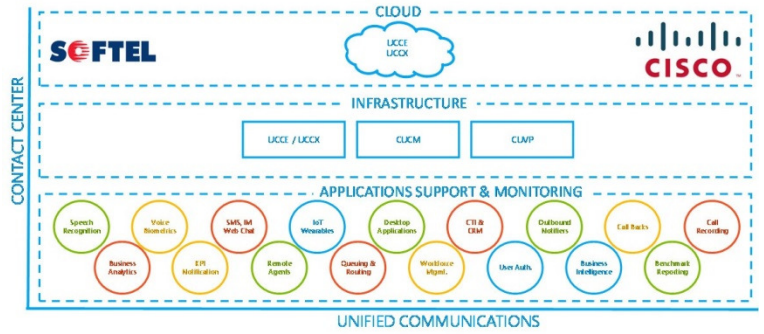 CLOUD
SOFTEL
UCCE
UCCX
CISCO
INFRASTRUCTURE
UCCE / UCCX
CUCM
CUVP
APPLICATIONS SUPPORT & MONITORING
Speech
Recognition
Voice
Biometrics
SMS, IM
Web Chat
IoT
Wearables
Desktop
Applications
CTI &
CRM
Outbound
Notifiers
Call Backs
Call
Recording
Business
Analytics
KPI
Notification
Remote
Agents
Queuing &
Routing
Workforce
Mgmt.
User Auth.
Business
Intelligence
Benchmark
Reporting
CONTACT CENTER
UNIFIED COMMUNICATIONS